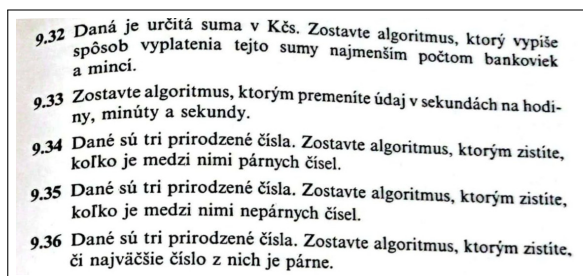 9.32 Daná je určitá suma v Kčs. Zostavte algoritmus, ktorý vypíše
spôsob vyplatenia tejto sumy najmenším počtom bankoviek
a mincí.
9.33 Zostavte algoritmus, ktorým premeníte údaj v sekundách na hodi-
ny, minúty a sekundy.
9.34 Dané sú tri prirodzené čísla. Zostavte algoritmus, ktorým zistíte,
koľko je medzi nimi párnych čísel.
9.35 Dané sú tri prirodzené čísla. Zostavte algoritmus, ktorým zistíte,
koľko je medzi nimi nepárnych čísel.
9.36 Dané sú tri prirodzené čísla. Zostavte algoritmus, ktorým zistíte,
či najväčšie číslo z nich je párne.